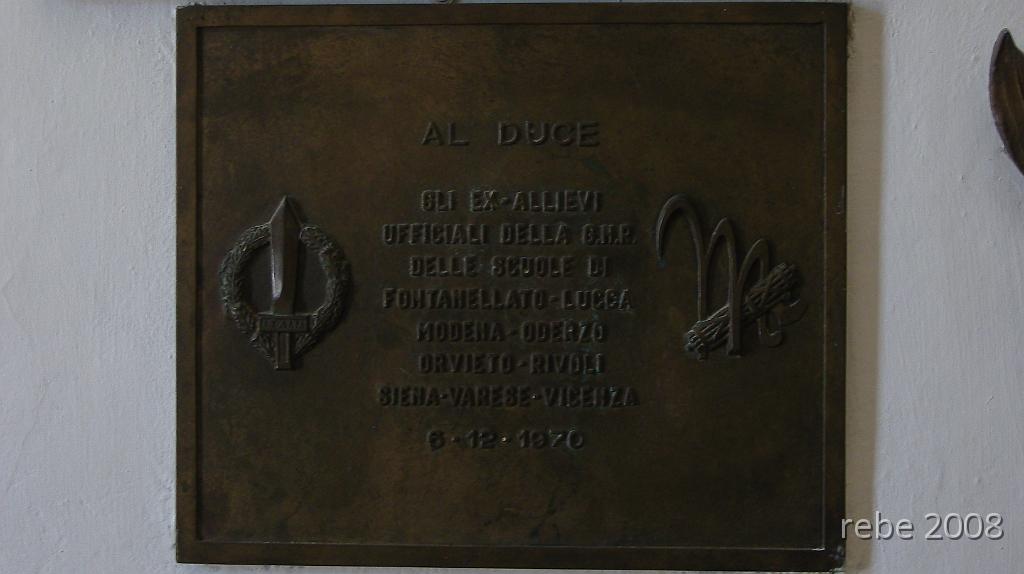 AL DUCE
GLI EX-ALLIEVI
UFFICIALI DELLA G.N.R.
DELLE SCUOLE DI
FONTANELLATO-LUCCA
MODENA-ODERZO
ORVIETO-RIVOLI
SIENA-VARESE-VICENZA
6-12-1970
rebe 2008